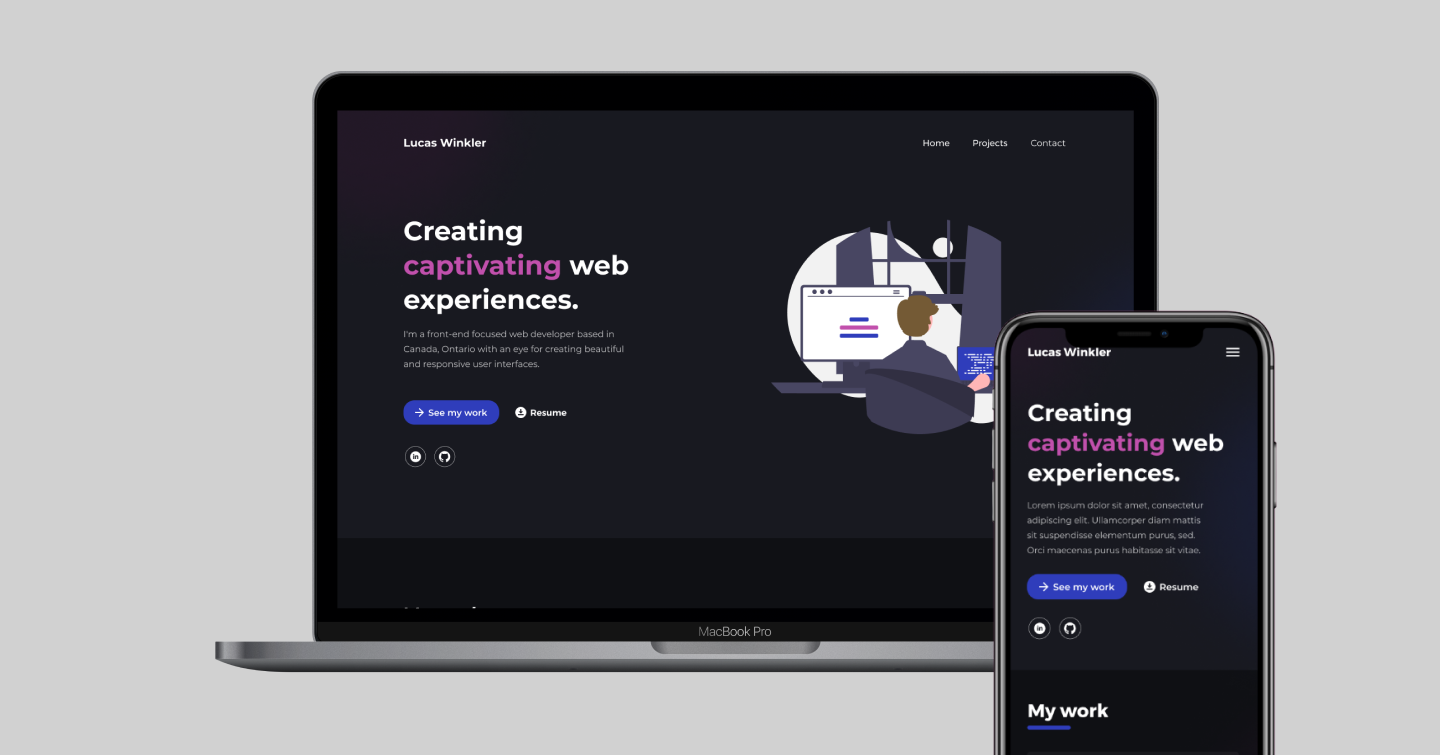 Lucas Winkler
Home Projects Contact
Creating
captivating web
experiences.
I'm a front-end focused web developer based in
Canada, Ontario with an eye for creating beautiful
and responsive user interfaces.
See my work
Resume
in
MacBook Pro
Lucas Winkler
Creating
captivating web
experiences.
Lorem ipsum dolor sit amet, consectetur
adipiscing elit. Ullamcorper diam mattis
sit suspendisse elementum purus, sed.
Orci maecenas purus habitasse sit vitae.
See my work
Resume
in
My work